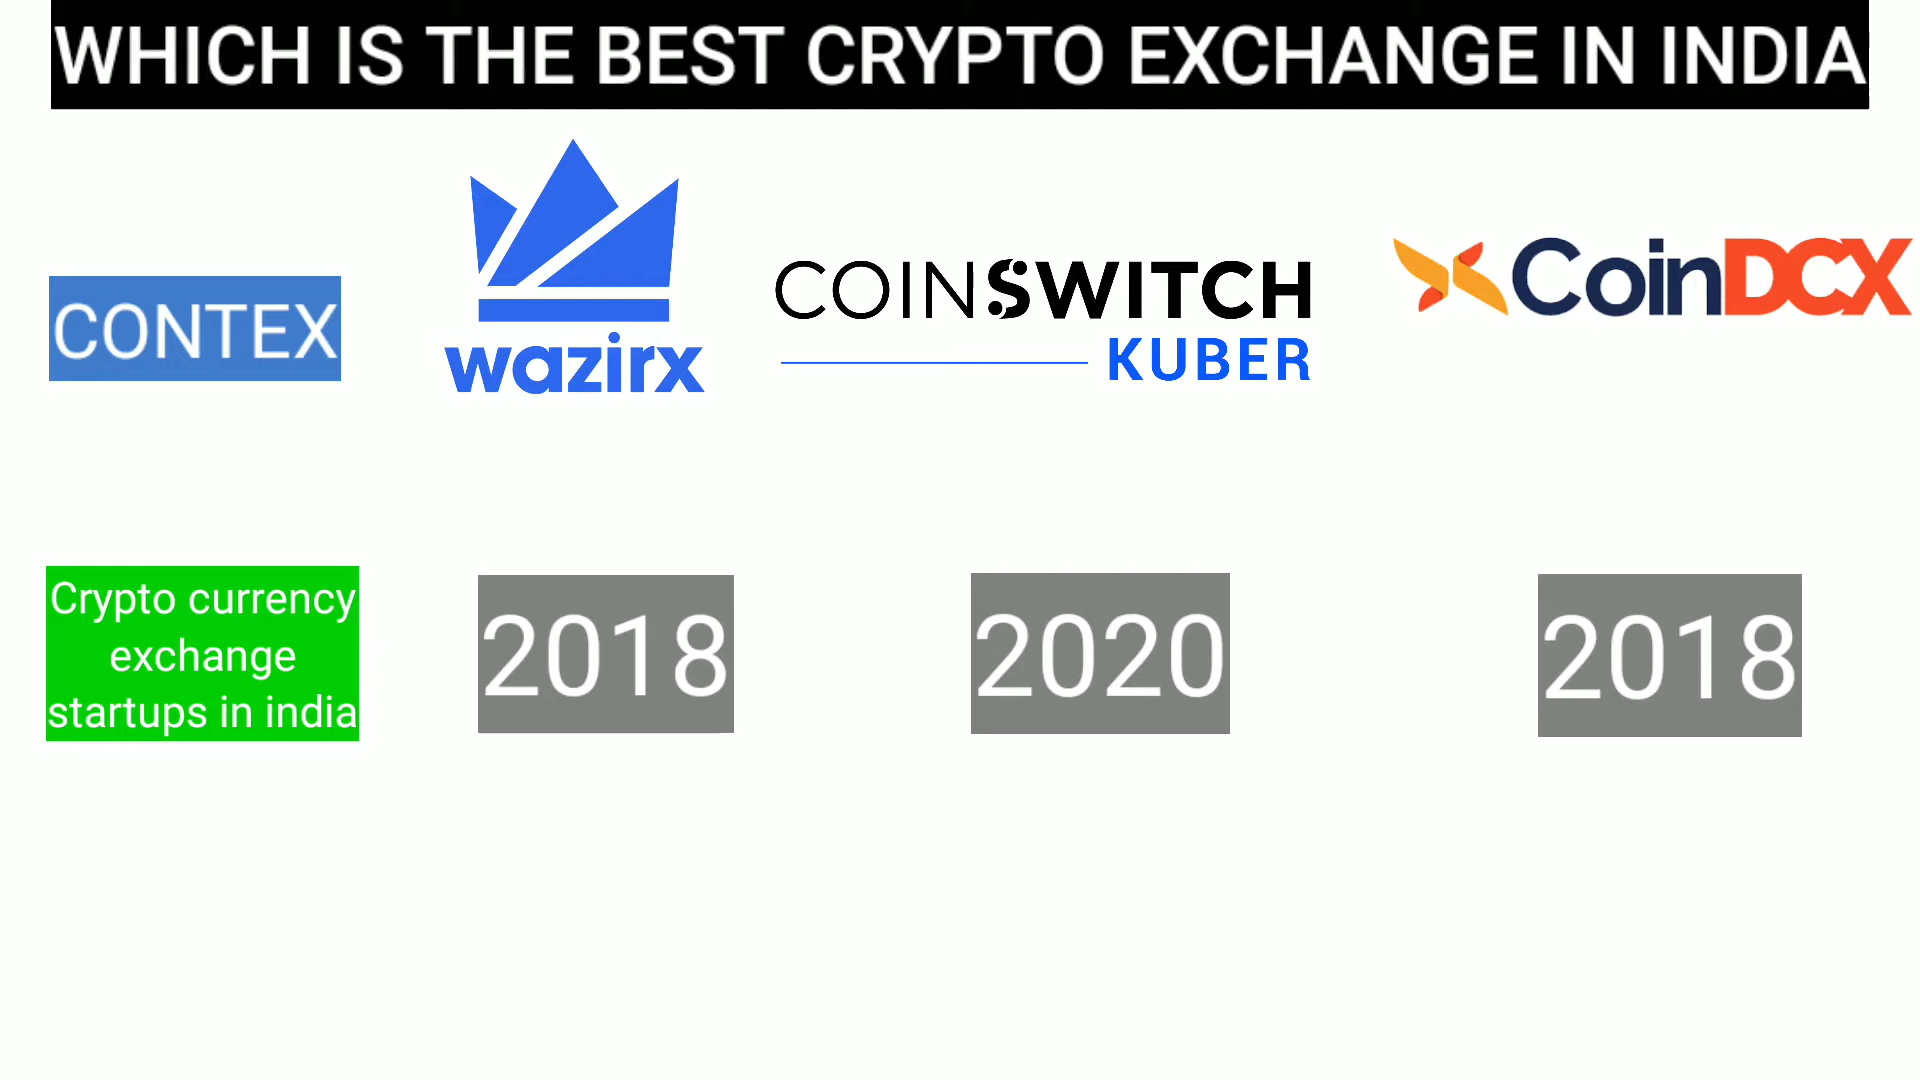 WHICH IS THE BEST CRYPTO EXCHANGE IN INDIA
CONTEX
wazirx
COINSWITCH
KUBER
CoinDCX
Crypto currency
exchange
startups in india
2018
2020
2018